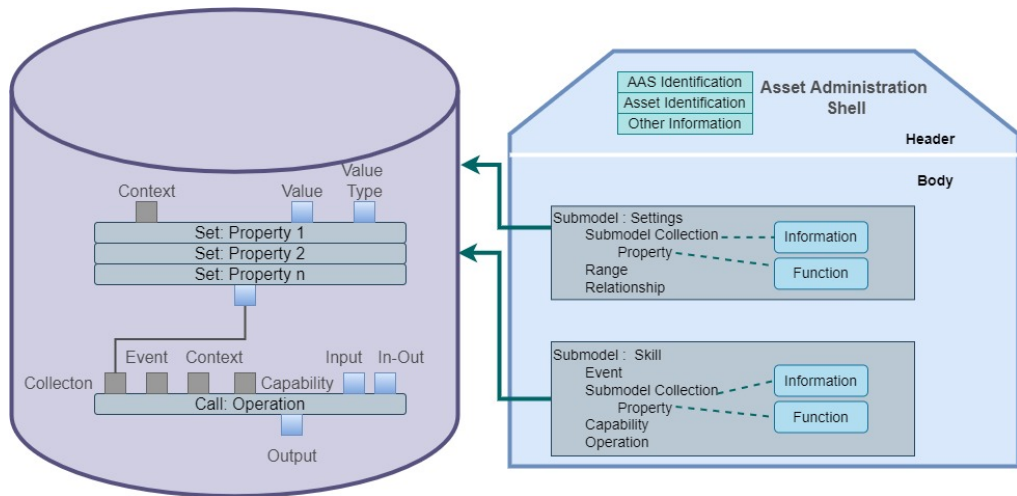 Context
Value
Value
Type
Set: Property 1
Set: Property 2
Set: Property n
Event
Context
Input
In-Out
Collecton
Capability
Call: Operation
Output
AAS Identification
Asset Identification
Other Information
Asset Administration
Shell
Header
Body
Submodel : Settings
Submodel Collection
Property
Range
Relationship
Information
Function
Submodel : Skill
Event
Submodel Collection
Property
Capability
Operation
Information
Function